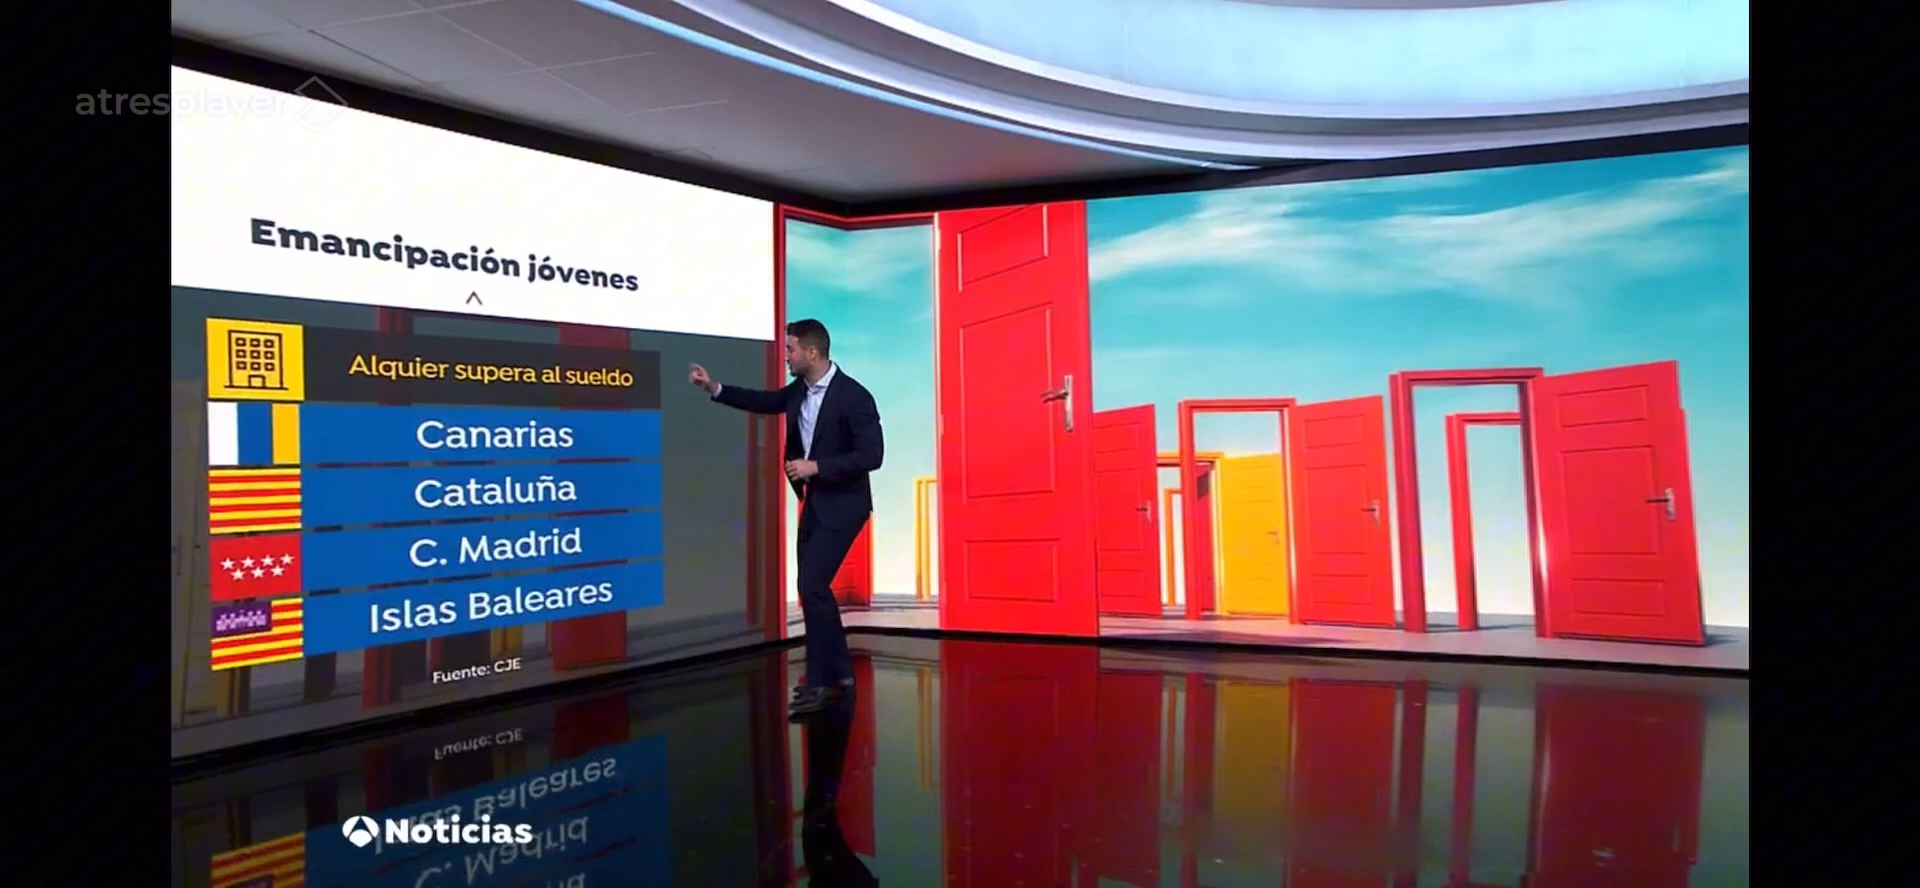 atresplayer
Emancipación jóvenes
Alquier supera al sueldo
Canarias
Cataluña
C. Madrid
Islas Baleares
Fuente: CJE
Noticias